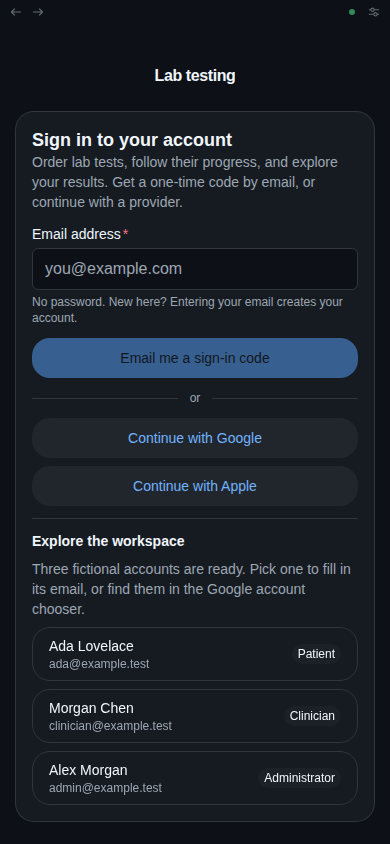 Lab testing
Sign in to your account
Order lab tests, follow their progress, and explore
your results. Get a one-time code by email, or
continue with a provider.
Email address*
you@example.com
No password. New here? Entering your email creates your
account.
Email me a sign-in code
or
Continue with Google
Continue with Apple
Explore the workspace
Three fictional accounts are ready. Pick one to fill in
its email, or find them in the Google account
chooser.
Ada Lovelace
ada@example.test
Patient
Morgan Chen
clinician@example.test
Clinician
Alex Morgan
admin@example.test
Administrator